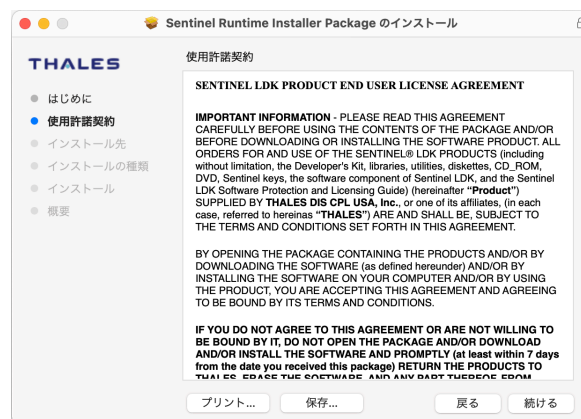 Sentinel Runtime Installer Package のインストール
THALES
はじめに
使用許諾契約
インストール先
インストールの種類
インストール
概要
使用許諾契約
SENTINEL LDK PRODUCT END USER LICENSE AGREEMENT
IMPORTANT INFORMATION - PLEASE READ THIS AGREEMENT
CAREFULLY BEFORE USING THE CONTENTS OF THE PACKAGE AND/OR
BEFORE DOWNLOADING OR INSTALLING THE SOFTWARE PRODUCT. ALL
ORDERS FOR AND USE OF THE SENTINEL® LDK PRODUCTS (including
without limitation, the Developer's Kit, libraries, utilities, diskettes, CD_ROM,
DVD, Sentinel keys, the software component of Sentinel LDK, and the Sentinel
LDK Software Protection and Licensing Guide) (hereinafter “Product”)
SUPPLIED BY THALES DIS CPL USA, Inc., or one of its affiliates, (in each
case, referred to hereinas “THALES”) ARE AND SHALL BE, SUBJECT TO
THE TERMS AND CONDITIONS SET FORTH IN THIS AGREEMENT.
BY OPENING THE PACKAGE CONTAINING THE PRODUCTS AND/OR BY
DOWNLOADING THE SOFTWARE (as defined hereunder) AND/OR BY
INSTALLING THE SOFTWARE ON YOUR COMPUTER AND/OR BY USING
THE PRODUCT, YOU ARE ACCEPTING THIS AGREEMENT AND AGREEING
TO BE BOUND BY ITS TERMS AND CONDITIONS.
IF YOU DO NOT AGREE TO THIS AGREEMENT OR ARE NOT WILLING TO
BE BOUND BY IT, DO NOT OPEN THE PACKAGE AND/OR DOWNLOAD
AND/OR INSTALL THE SOFTWARE AND PROMPTLY (at least within 7 days
from the date you received this package) RETURN THE PRODUCTS TO
THALES, ERASE THE SOFTWARE, AND ANY PART THEREOF, FROM
プリント...
保存...
戻る
続ける